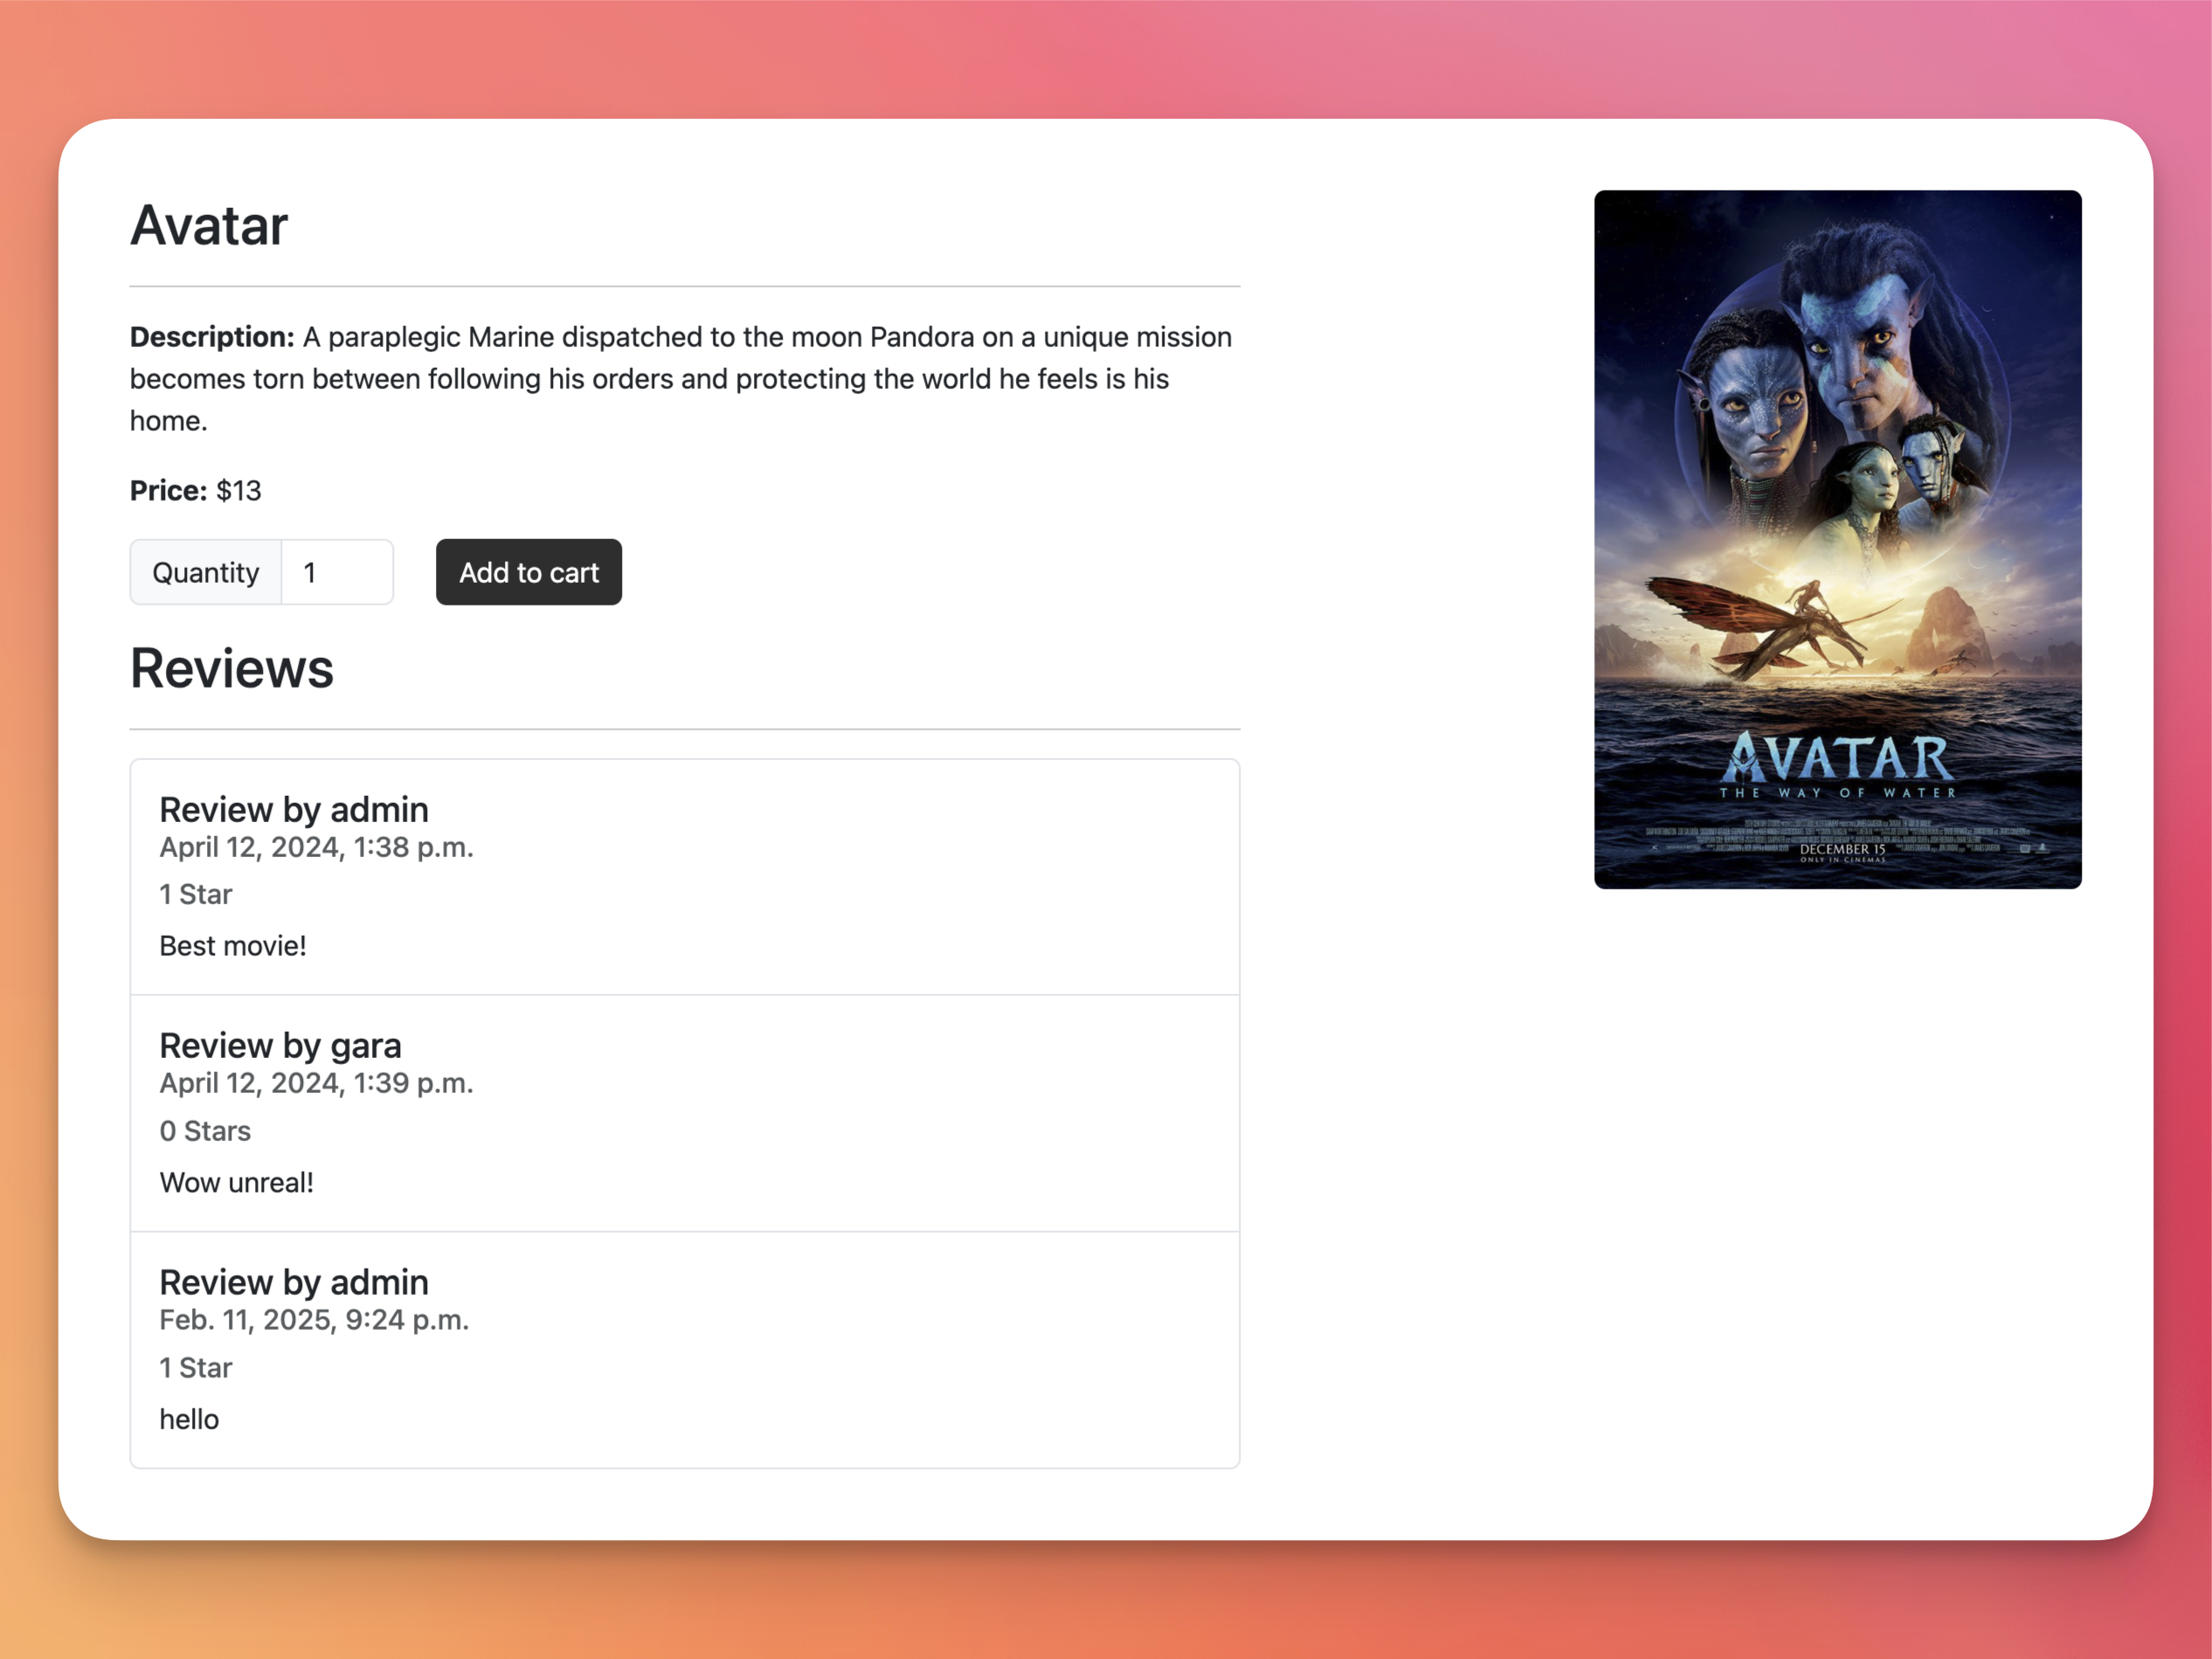 Avatar
Description: A paraplegic Marine dispatched to the moon Pandora on a unique mission
becomes torn between following his orders and protecting the world he feels is his
home.
Price: $13
Quantity 1 Add to cart
Reviews
Review by admin
April 12, 2024, 1:38 p.m.
1 Star
Best movie!
Review by gara
April 12, 2024, 1:39 p.m.
0 Stars
Wow unreal!
Review by admin
Feb. 11, 2025, 9:24 p.m.
1 Star
hello
AVATAR
THE WAY OF WATER
DECEMBER 15
ONLY IN CINEMAS